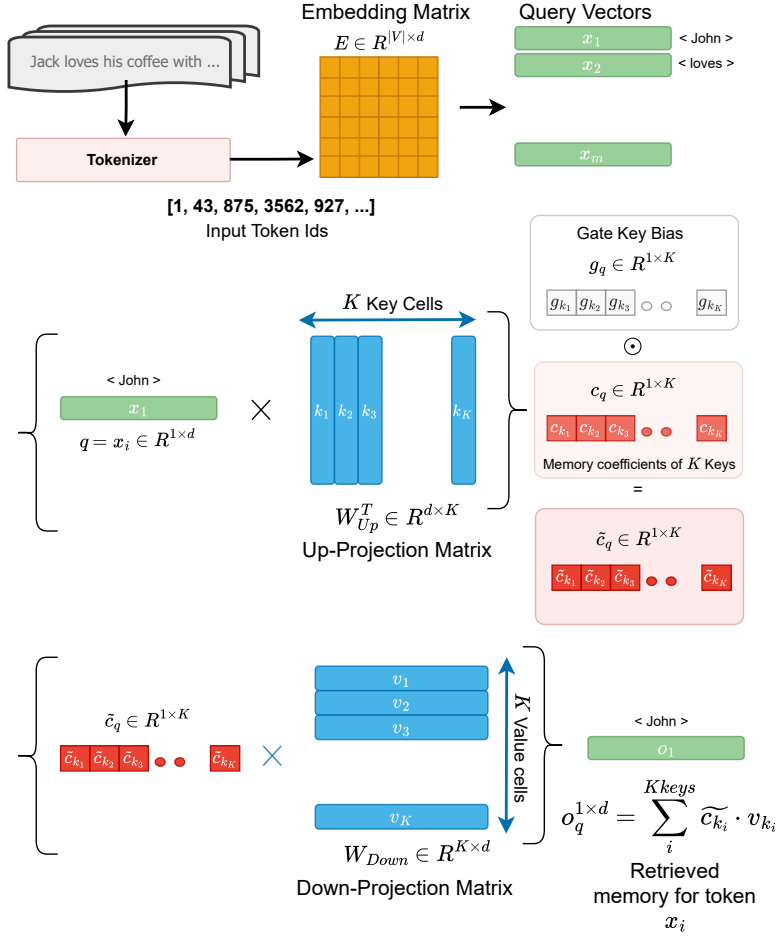 Embedding Matrix
Query Vectors
E ∈ R^{|V|×d}
x_1
< John >
x_2
< loves >
Jack loves his coffee with ...
Tokenizer
x_m
[1, 43, 875, 3562, 927, ...]
Input Token Ids
Gate Key Bias
g_q ∈ R^{1×K}
g_{k_1} g_{k_2} g_{k_3} g_{k_K}
K Key Cells
⊙
< John >
x_1
×
k_1 k_2 k_3 k_K
q = x_i ∈ R^{1×d}
c_q ∈ R^{1×K}
c_{k_1} c_{k_2} c_{k_3} c_{k_K}
Memory coefficients of K Keys
=
W_{Up}^T ∈ R^{d×K}
Up-Projection Matrix
c̃_q ∈ R^{1×K}
c̃_{k_1} c̃_{k_2} c̃_{k_3} c̃_{k_K}
c̃_q ∈ R^{1×K}
c̃_{k_1} c̃_{k_2} c̃_{k_3} c̃_{k_K}
×
v_1
v_2
v_3
v_K
K Value cells
W_{Down} ∈ R^{K×d}
Down-Projection Matrix
< John >
o_1
o_q^{1×d} = ∑_i^{Kkeys} \widetilde{c_{k_i}} · v_{k_i}
Retrieved
memory for token
x_i